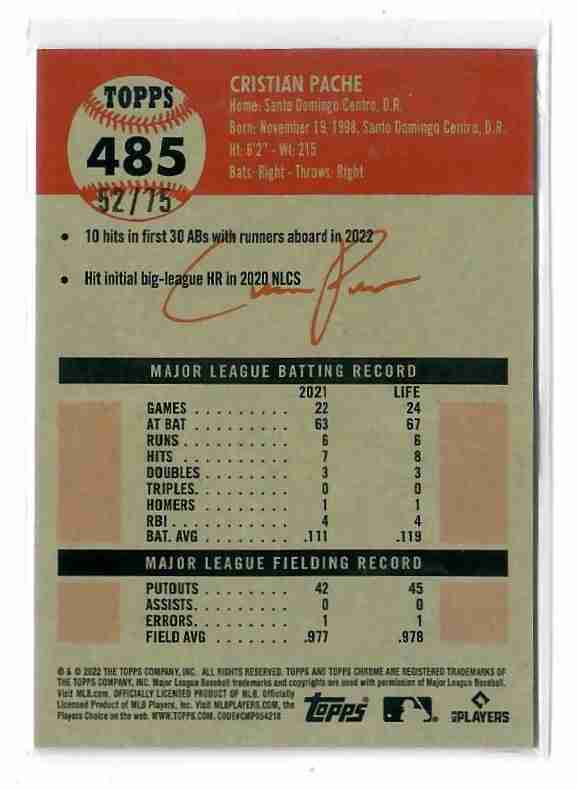 TOPPS
485
52/75
CRISTIAN PACHE
Home: Santo Domingo Centro, D.R.
Born: November 19, 1998, Santo Domingo Centro, D.R.
Ht: 6'2" - Wt: 215
Bats: Right - Throws: Right
• 10 hits in first 30 ABs with runners aboard in 2022
• Hit initial big-league HR in 2020 NLCS
MAJOR LEAGUE BATTING RECORD
2021 LIFE
GAMES . . . . . . . . . 22 24
AT BAT . . . . . . . . . 63 67
RUNS . . . . . . . . . . 6 6
HITS . . . . . . . . . . 7 8
DOUBLES . . . . . . . 3 3
TRIPLES. . . . . . . . 0 0
HOMERS . . . . . . . 1 1
RBI . . . . . . . . . . . 4 4
BAT. AVG . . . . . . . .111 .119
MAJOR LEAGUE FIELDING RECORD
PUTOUTS . . . . . . . 42 45
ASSISTS. . . . . . . . 0 0
ERRORS . . . . . . . . 1 1
FIELD AVG . . . . . . .977 .978
® & © 2022 THE TOPPS COMPANY, INC. ALL RIGHTS RESERVED. TOPPS AND TOPPS CHROME ARE REGISTERED TRADEMARKS OF
THE TOPPS COMPANY, INC. Major League Baseball trademarks and copyrights are used with permission of Major League Baseball.
Visit MLB.com. OFFICIALLY LICENSED PRODUCT OF MLB. Officially
Licensed Product of MLB Players, Inc. Visit MLBPLAYERS.COM, the
Players Choice on the web. WWW.TOPPS.COM. CODE#CMP054218
Topps
MLB PLAYERS